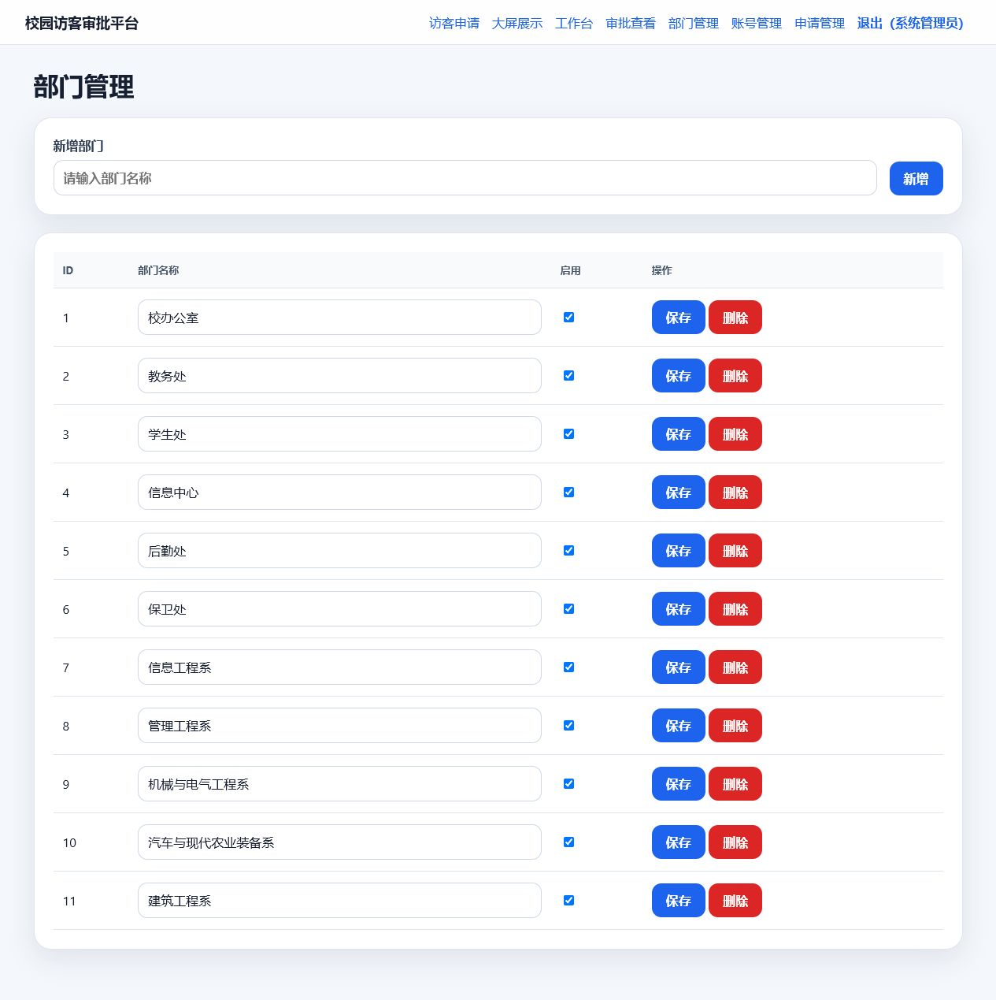 校园访客审批平台
访客申请 大屏展示 工作台 审批查看 部门管理 账号管理 申请管理 退出（系统管理员）
部门管理
新增部门
请输入部门名称 新增
ID 部门名称 启用 操作
1 校办公室 保存 删除
2 教务处 保存 删除
3 学生处 保存 删除
4 信息中心 保存 删除
5 后勤处 保存 删除
6 保卫处 保存 删除
7 信息工程系 保存 删除
8 管理工程系 保存 删除
9 机械与电气工程系 保存 删除
10 汽车与现代农业装备系 保存 删除
11 建筑工程系 保存 删除